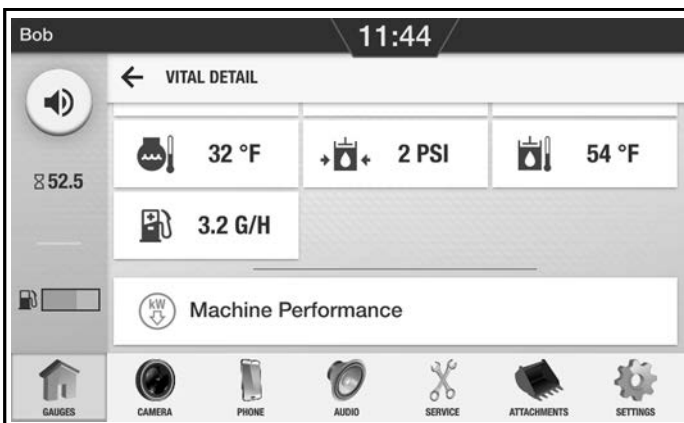 Bob
11:44
VITAL DETAIL
32 °F
2 PSI
54 °F
52.5
3.2 G/H
kW
Machine Performance
GAUGES
CAMERA
PHONE
AUDIO
SERVICE
ATTACHMENTS
SETTINGS